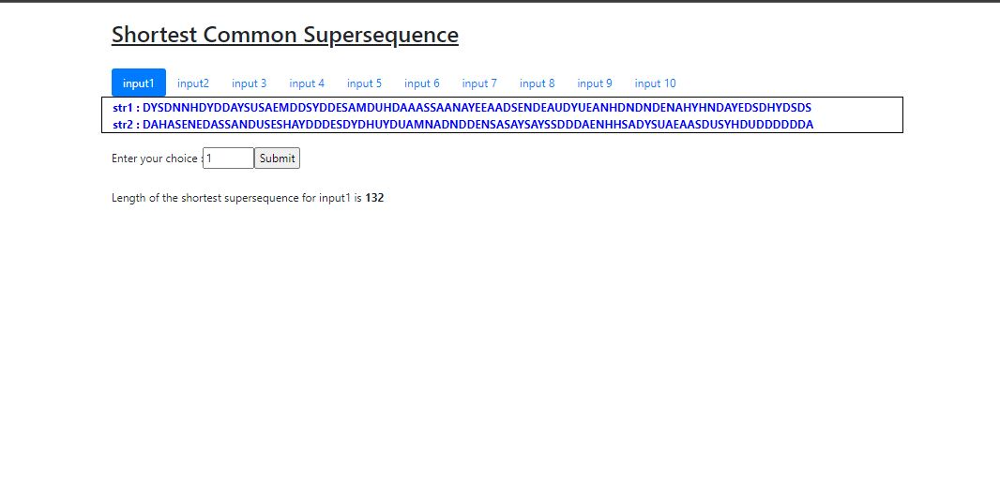 Shortest Common Supersequence
input1 input2 input 3 input 4 input 5 input 6 input 7 input 8 input 9 input 10
str1 : DYSDNNHDYDDAYSUSAEMDDSYDDESAMDUHDAAASSAANAYEEAADSENDEAUDYUEANHDNDNDENAHYHNDAYEDSDHYDSDS
str2 : DAHASENEDASSANDUSESHAYDDDESDYDHUYDUAMNADNDDENSASAYSAYSSDDDAENHHSADYSUAEAASDUSYHDUDDDDDDA
Enter your choice : 1 Submit
Length of the shortest supersequence for input1 is 132